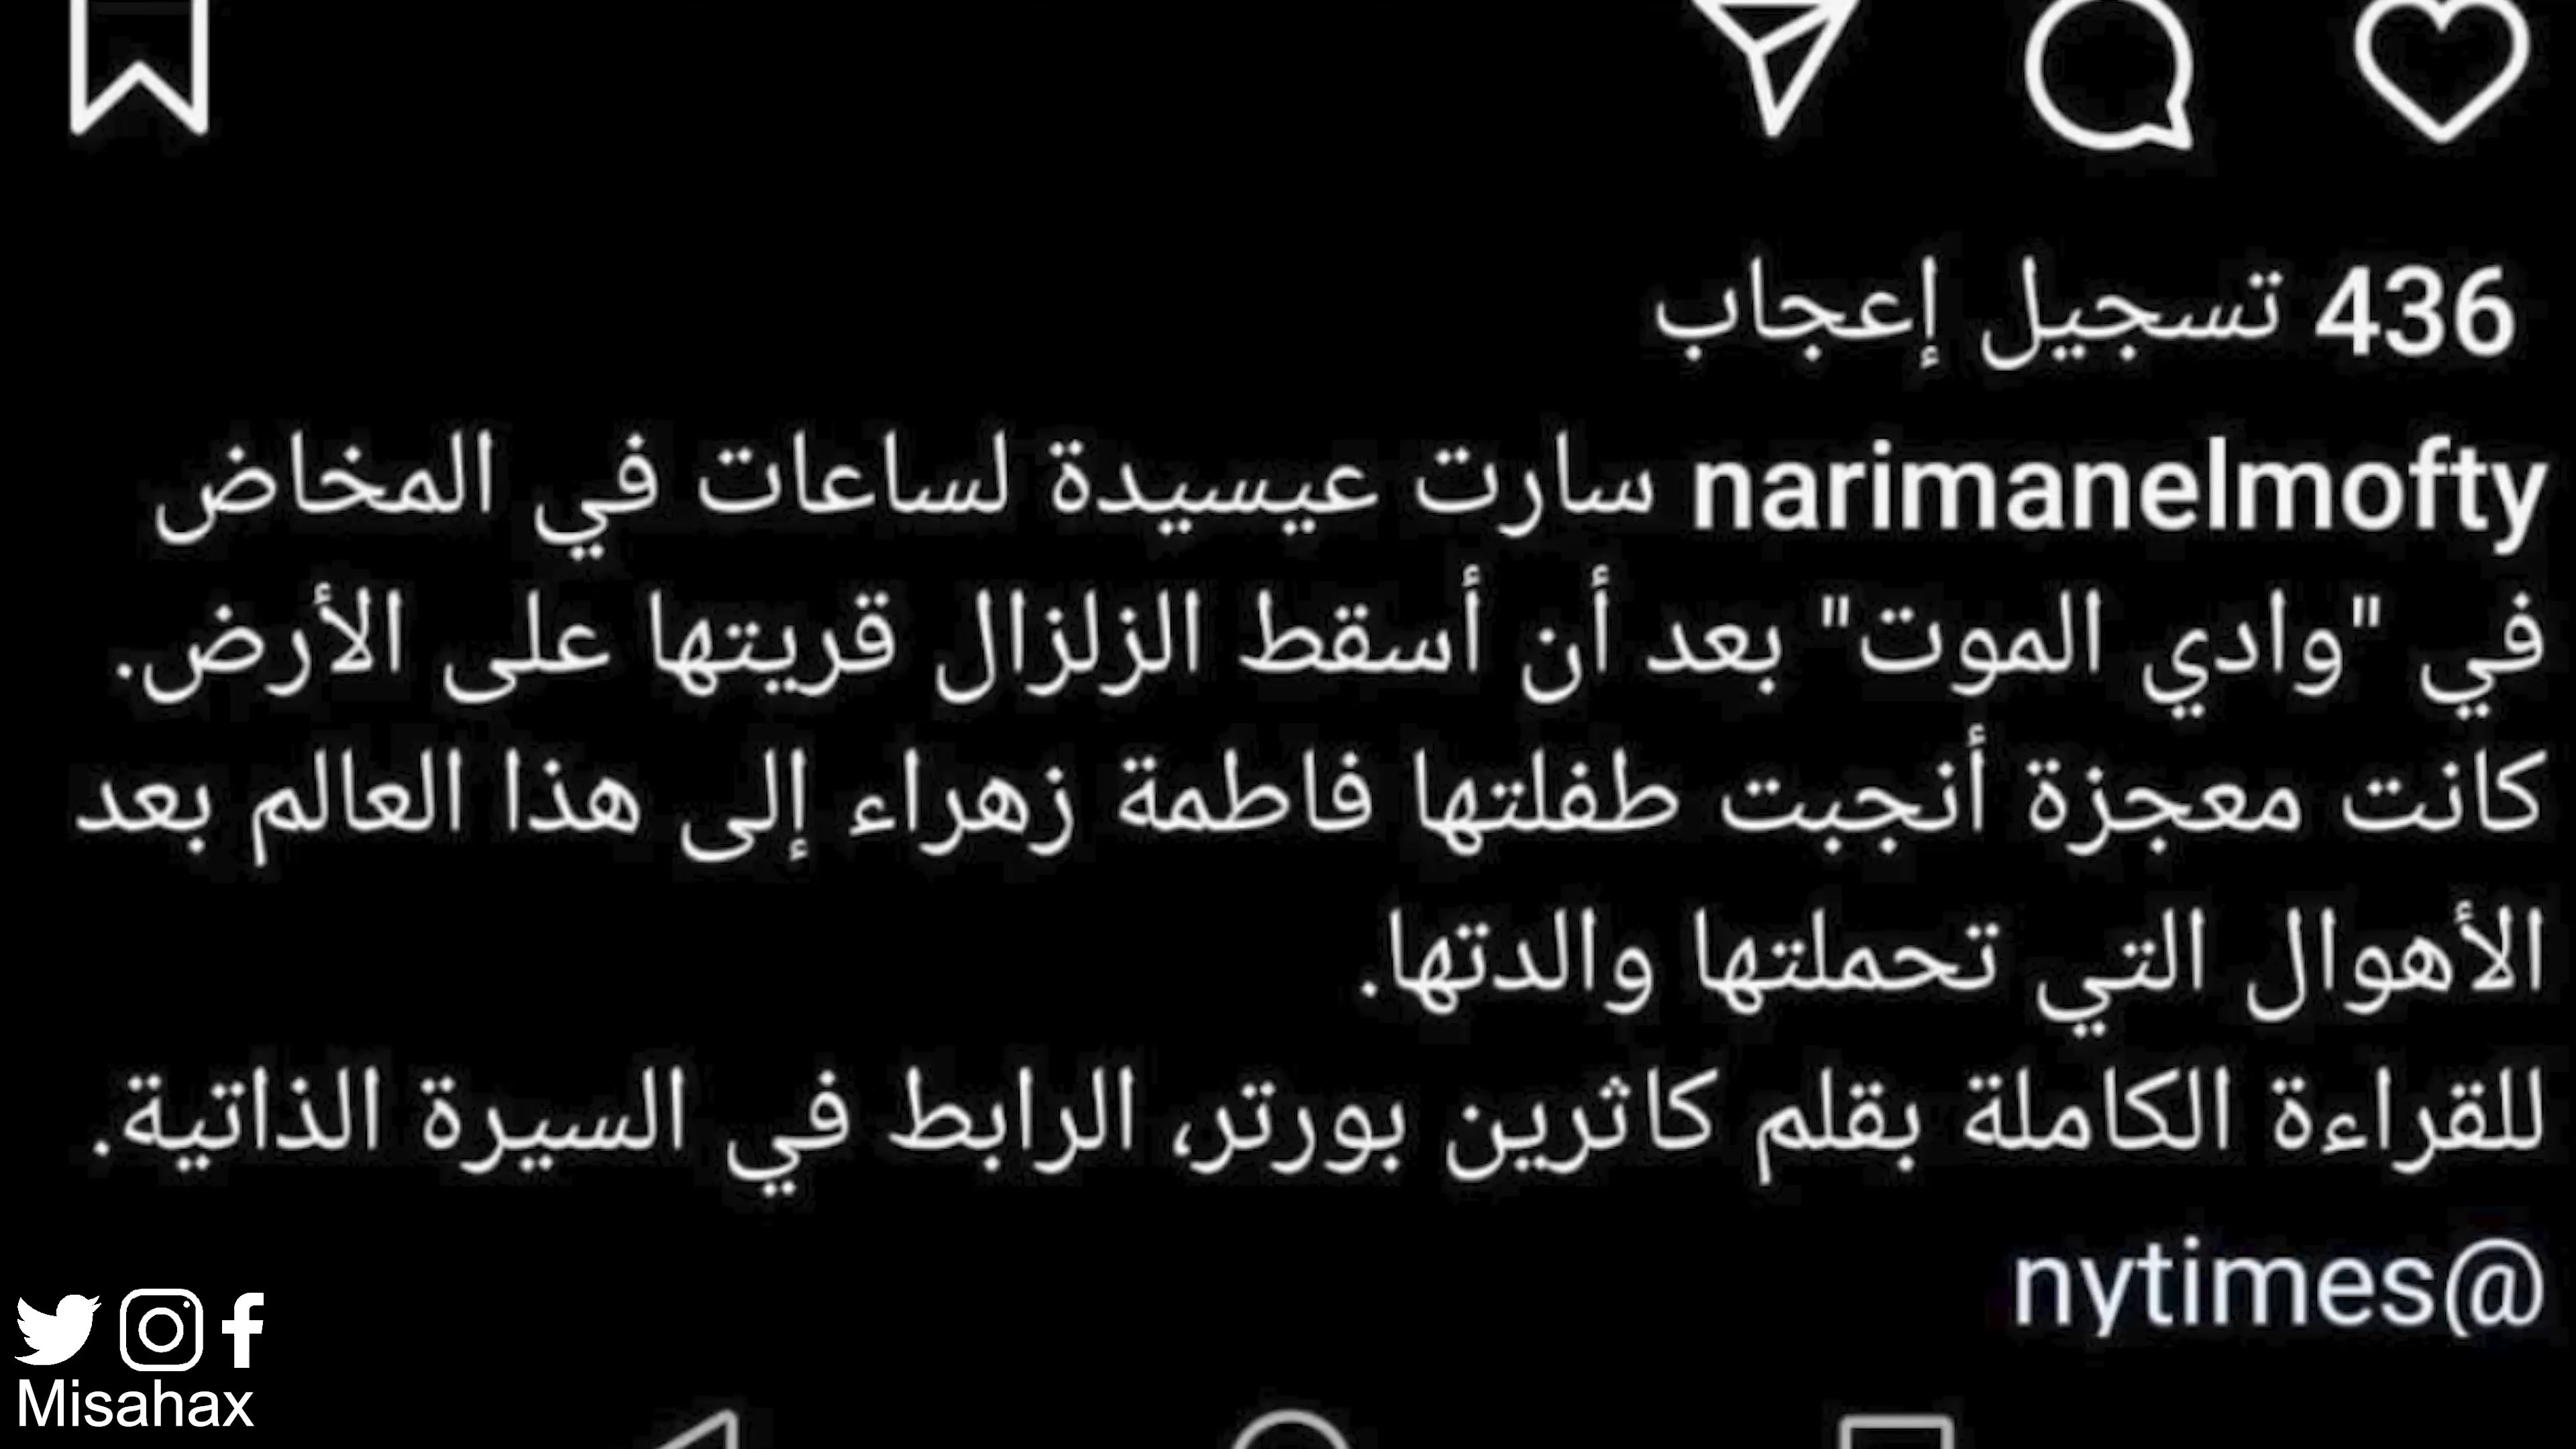 436 تسجيل إعجاب
narimanelmofty سارت عيسيدة لساعات في المخاض
في "وادي الموت" بعد أن أسقط الزلزال قريتها على الأرض.
كانت معجزة أنجبت طفلتها فاطمة زهراء إلى هذا العالم بعد
الأهوال التي تحملتها والدتها.
للقراءة الكاملة بقلم كاثرين بورتر، الرابط في السيرة الذاتية.
@nytimes
Misahax